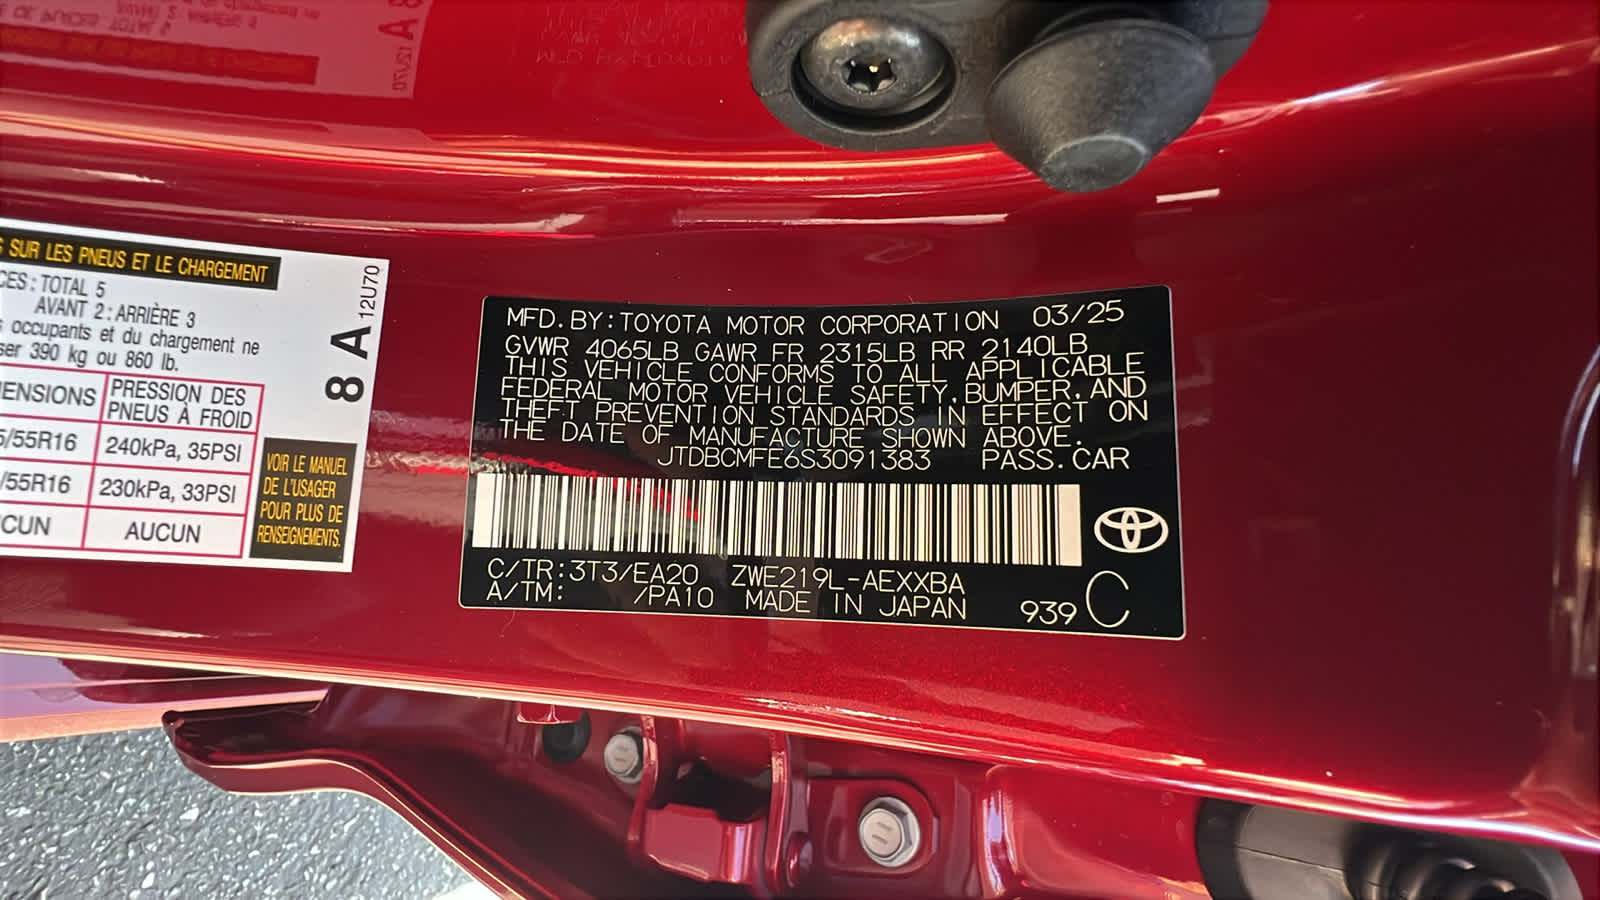 SUR LES PNEUS ET LE CHARGEMENT
TOTAL 5
AVANT 2 : ARRIÈRE 3
occupants et du chargement ne
390 kg ou 860 lb.
PRESSION DES
PNEUS À FROID
/55R16 240kPa, 35PSI
/55R16 230kPa, 33PSI
AUCUN
VOIR LE MANUEL
DE L'USAGER
POUR PLUS DE
RENSEIGNEMENTS.
8 A
12U70
MFD. BY: TOYOTA MOTOR CORPORATION 03/25
GVWR 4065LB GAWR FR 2315LB RR 2140LB
THIS VEHICLE CONFORMS TO ALL APPLICABLE
FEDERAL MOTOR VEHICLE SAFETY, BUMPER, AND
THEFT PREVENTION STANDARDS IN EFFECT ON
THE DATE OF MANUFACTURE SHOWN ABOVE.
JTDBCMFE6S3091383 PASS. CAR
C/TR: 3T3/EA20 ZWE219L-AEXXBA
A/TM: /PA10 MADE IN JAPAN 939 C